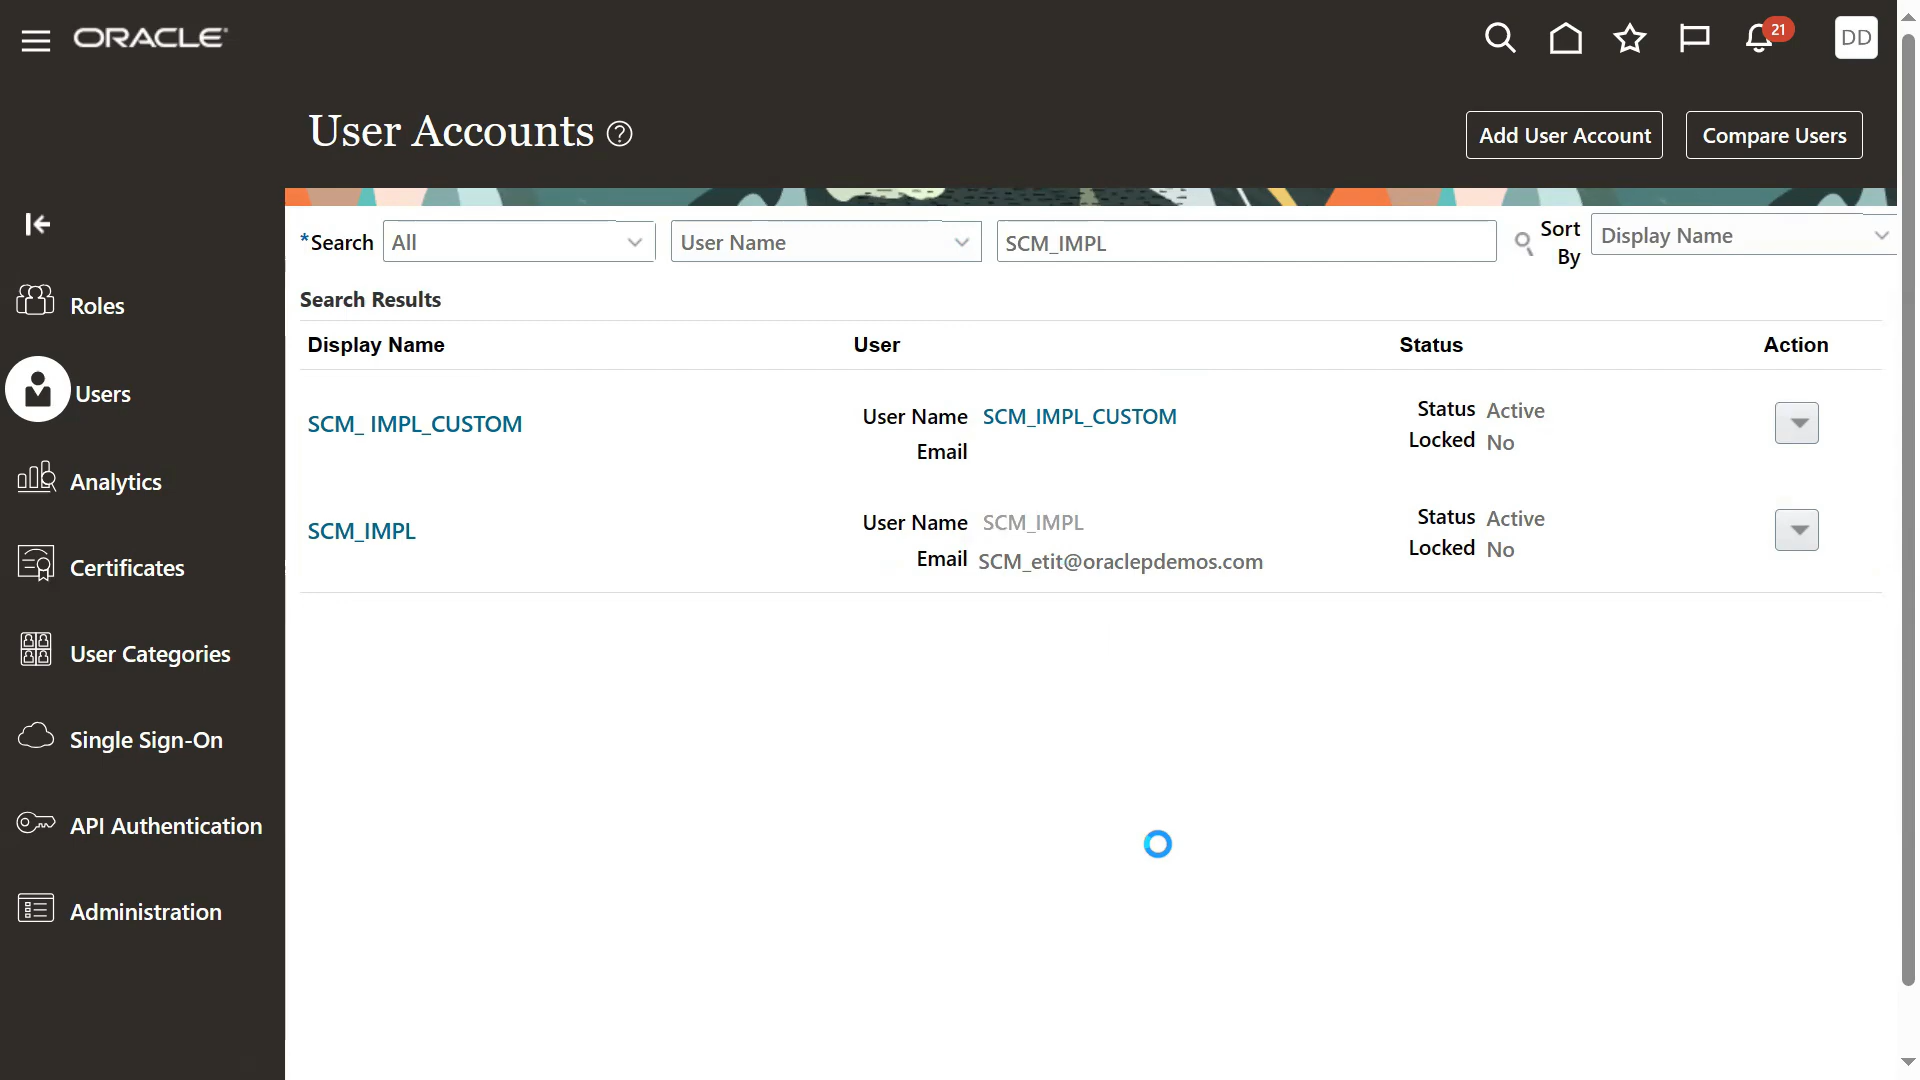 ORACLE
21
DD
User Accounts
Add User Account
Compare Users
*Search
All
User Name
SCM_IMPL
Sort By
Display Name
Search Results
Display Name
User
Status
Action
SCM_ IMPL_CUSTOM
User Name SCM_IMPL_CUSTOM
Email
Status Active
Locked No
SCM_IMPL
User Name SCM_IMPL
Email SCM_etit@oraclepdemos.com
Status Active
Locked No
Roles
Users
Analytics
Certificates
User Categories
Single Sign-On
API Authentication
Administration